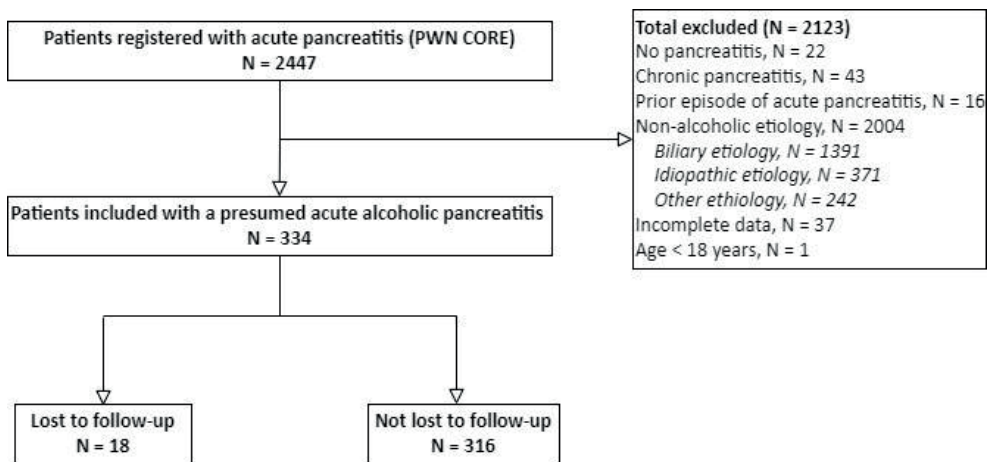 Patients registered with acute pancreatitis (PWN CORE)
N = 2447
Total excluded (N = 2123)
No pancreatitis, N = 22
Chronic pancreatitis, N = 43
Prior episode of acute pancreatitis, N = 16
Non-alcoholic etiology, N = 2004
Biliary etiology, N = 1391
Idiopathic etiology, N = 371
Other ethiology, N = 242
Incomplete data, N = 37
Age < 18 years, N = 1
Patients included with a presumed acute alcoholic pancreatitis
N = 334
Lost to follow-up
N = 18
Not lost to follow-up
N = 316